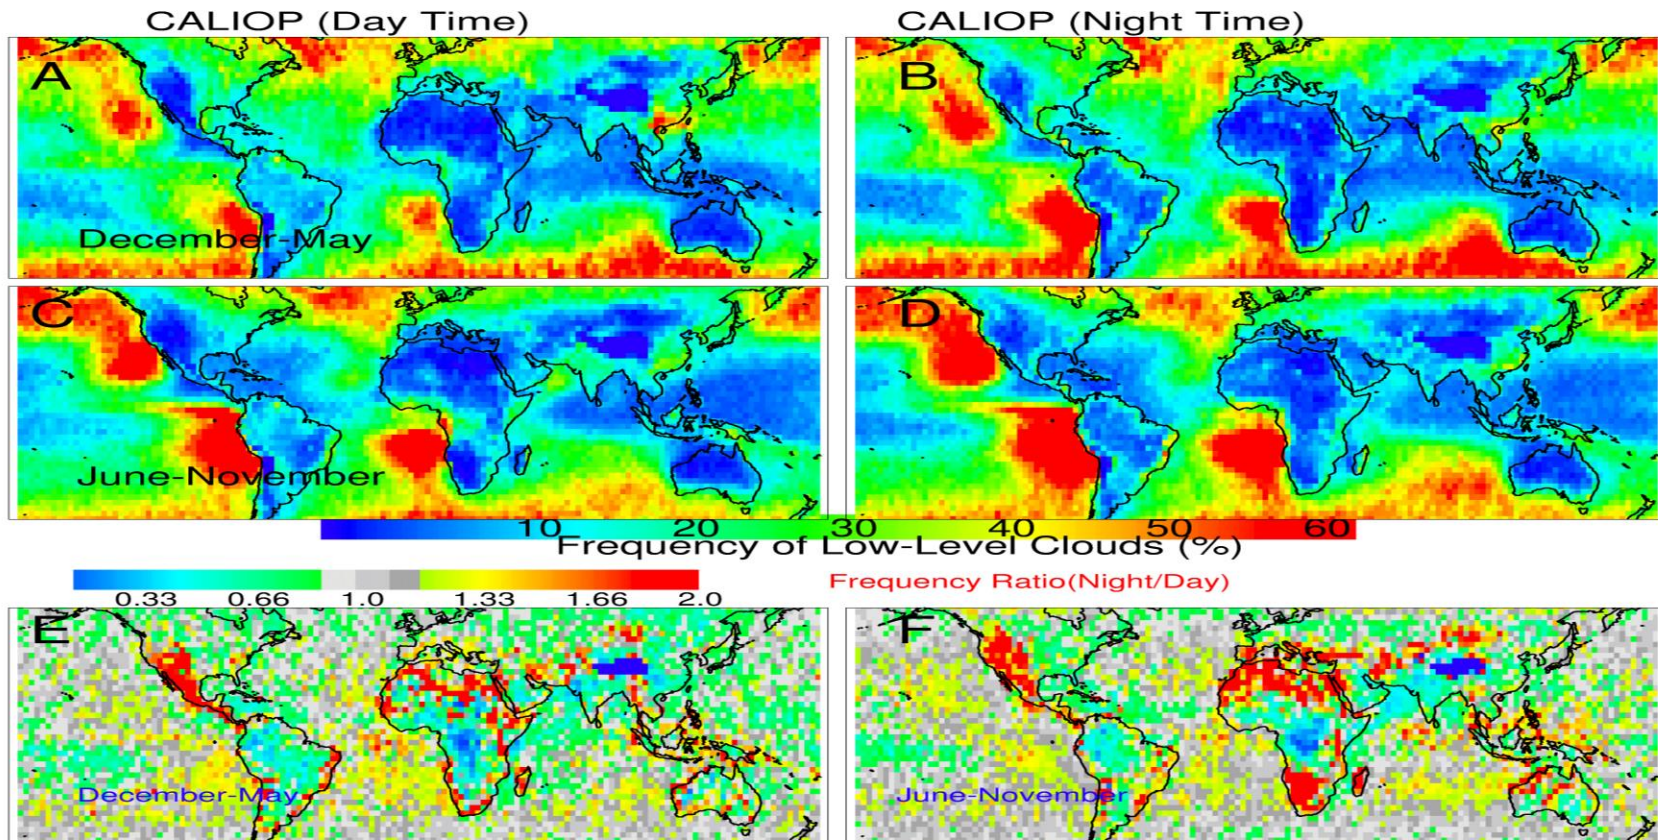 CALIOP (Day Time)
CALIOP (Night Time)
A
B
December-May
C
D
June-November
10 20 30 40 50 60
Frequency of Low-Level Clouds (%)
Frequency Ratio(Night/Day)
0.33 0.66 1.0 1.33 1.66 2.0
E
F
December-May
June-November